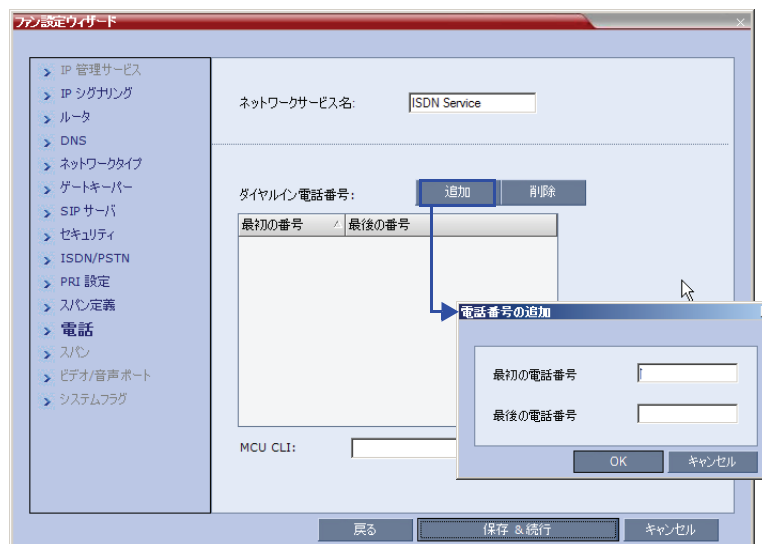 ファン設定ウィザード
IP 管理サービス
IP シグナリング
ルータ
DNS
ネットワークタイプ
ゲートキーパー
SIP サーバ
セキュリティ
ISDN/PSTN
PRI 設定
スパン定義
電話
スパン
ビデオ/音声ポート
システムフラグ
ネットワークサービス名: ISDN Service
ダイヤルイン電話番号: 追加 削除
最初の番号 最後の番号
MCU CLI:
電話番号の追加
最初の電話番号
最後の電話番号
OK キャンセル
戻る 保存 & 続行 キャンセル